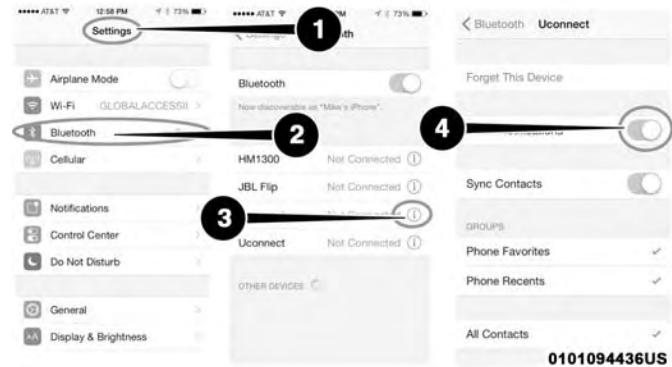 AT&T 12:58 PM 73%
Settings
Airplane Mode
Wi-Fi GLOBALACCESSII
Bluetooth
Cellular
Notifications
Control Center
Do Not Disturb
General
Display & Brightness
AT&T 73%
Bluetooth
Now discoverable as "Mike's iPhone".
HM1300 Not Connected
JBL Flip Not Connected
Not Connected
Uconnect Not Connected
OTHER DEVICES
Bluetooth Uconnect
Forget This Device
Sync Contacts
GROUPS
Phone Favorites
Phone Recents
All Contacts
1
2
3
4
0101094436US